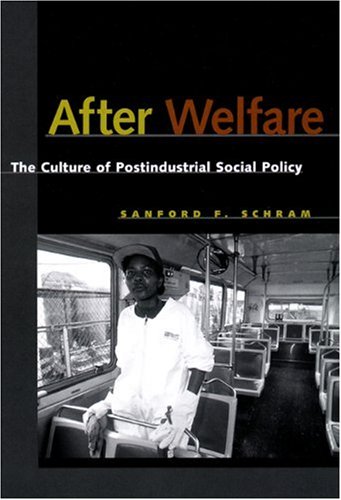 After Welfare
The Culture of Postindustrial Social Policy
SANFORD F. SCHRAM